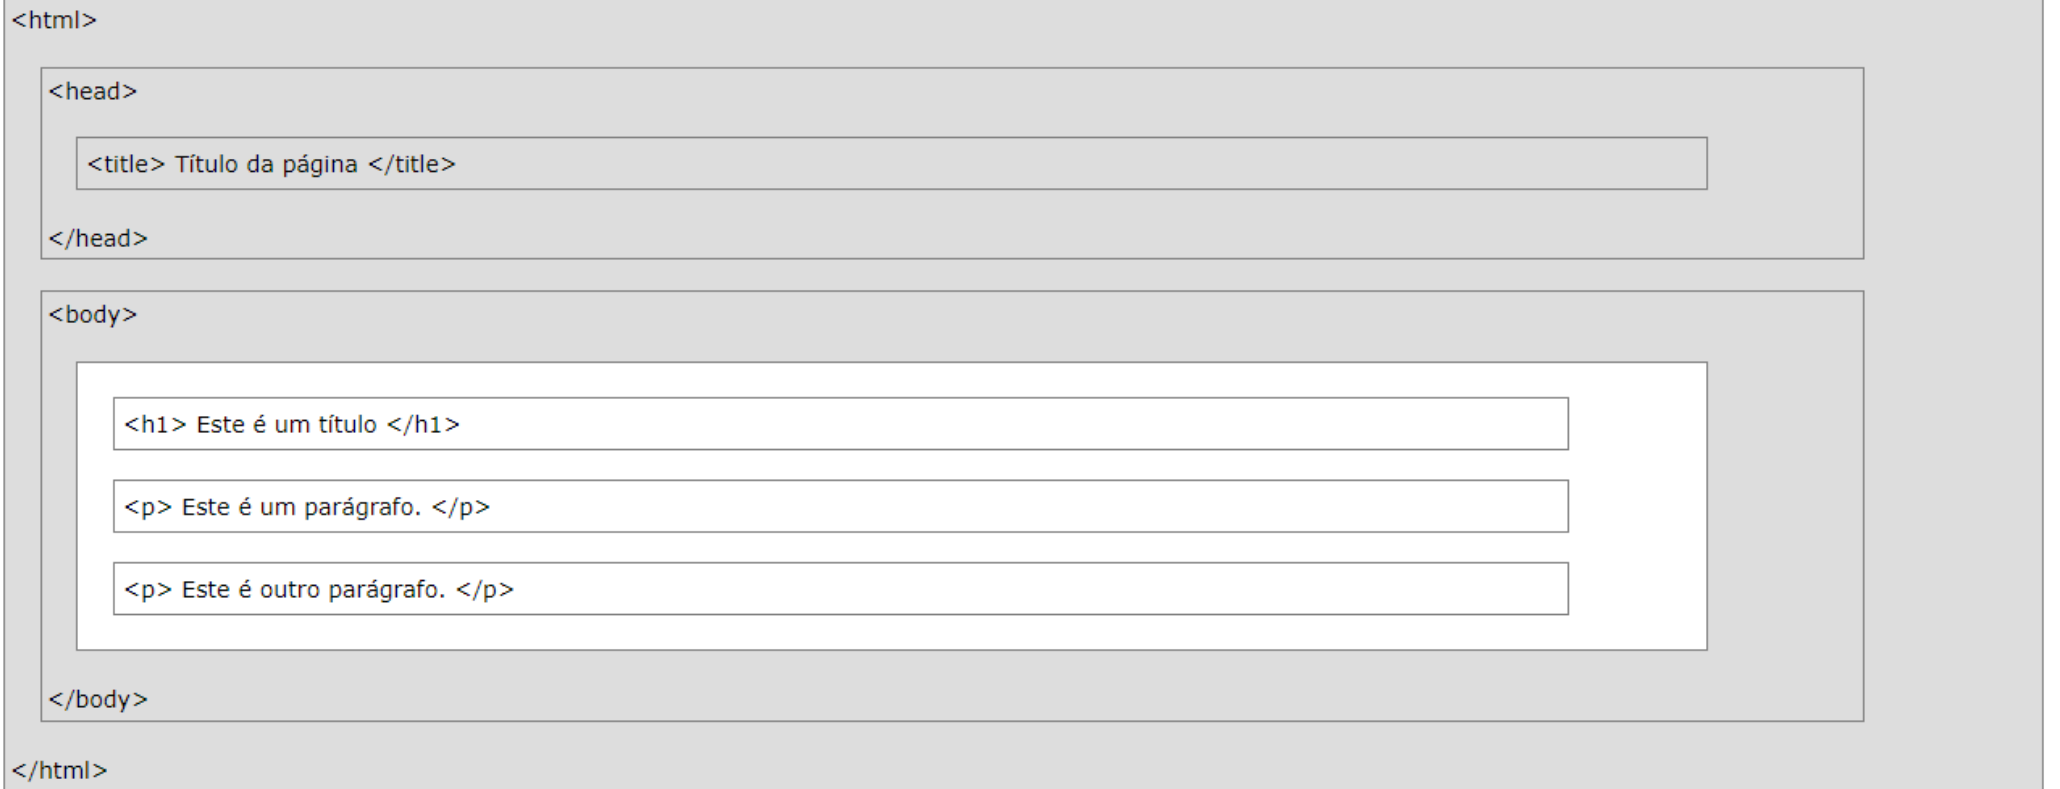 <html>
<head>
<title> Título da página </title>
</head>
<body>
<h1> Este é um título </h1>
<p> Este é um parágrafo. </p>
<p> Este é outro parágrafo. </p>
</body>
</html>